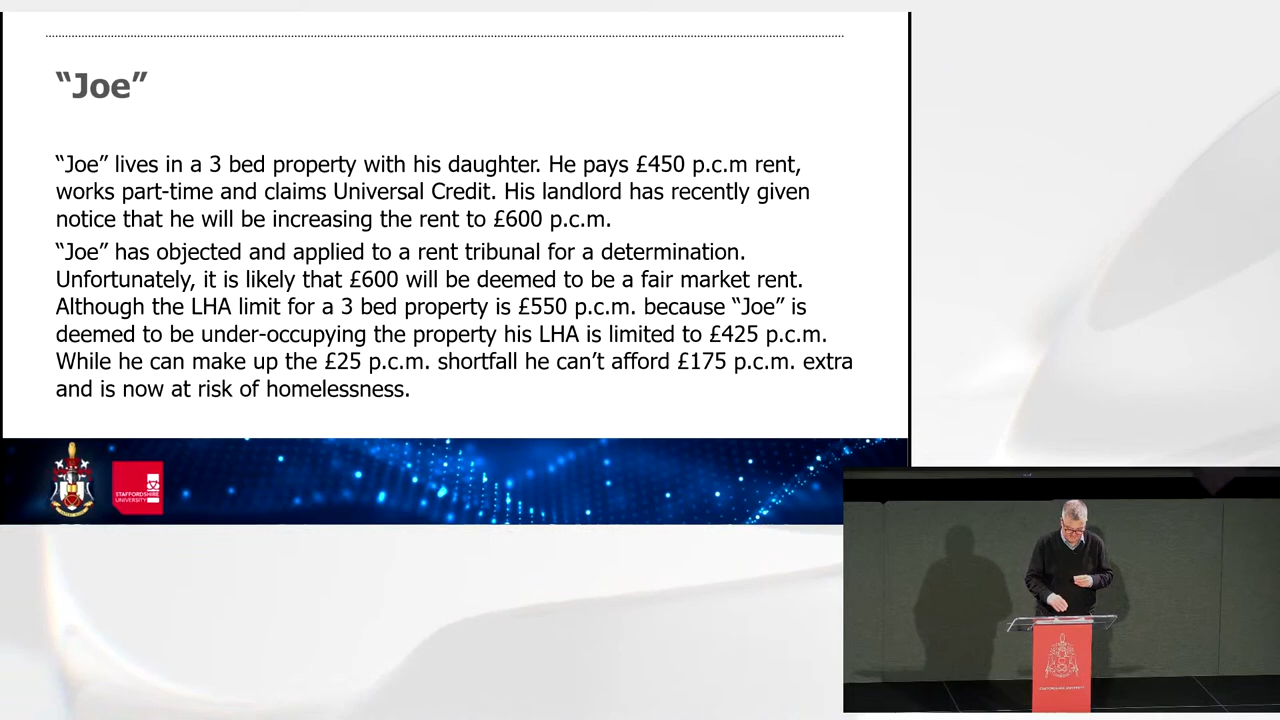 “Joe”
“Joe” lives in a 3 bed property with his daughter. He pays £450 p.c.m rent,
works part-time and claims Universal Credit. His landlord has recently given
notice that he will be increasing the rent to £600 p.c.m.
“Joe” has objected and applied to a rent tribunal for a determination.
Unfortunately, it is likely that £600 will be deemed to be a fair market rent.
Although the LHA limit for a 3 bed property is £550 p.c.m. because “Joe” is
deemed to be under-occupying the property his LHA is limited to £425 p.c.m.
While he can make up the £25 p.c.m. shortfall he can’t afford £175 p.c.m. extra
and is now at risk of homelessness.
STAFFORDSHIRE
UNIVERSITY
STAFFORDSHIRE UNIVERSITY